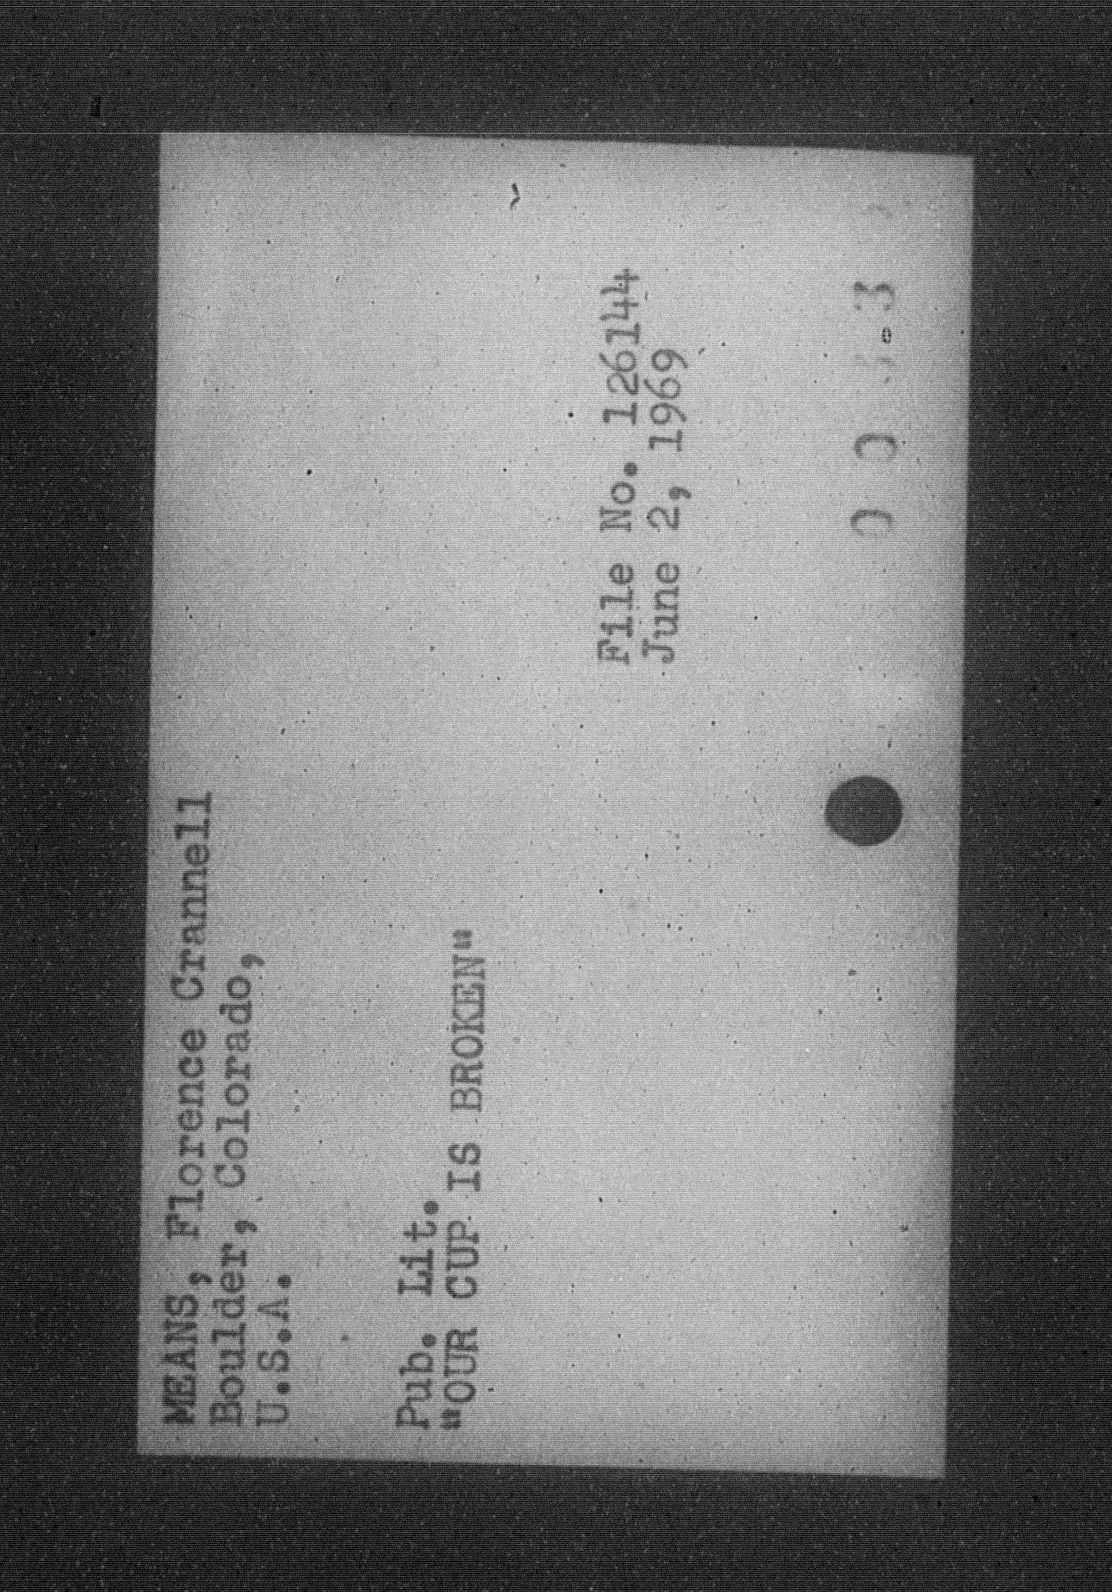 MEANS, Florence Crannell
Boulder, Colorado,
U.S.A.
Pub. Lit.
"OUR CUP IS BROKEN"
File No. 126144
June 2, 1969